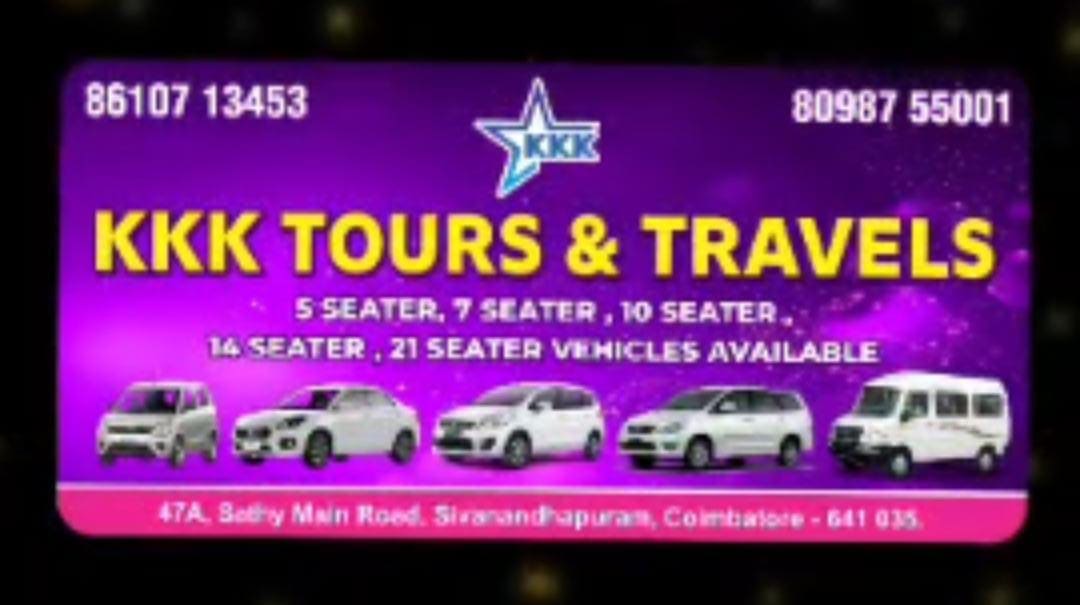 86107 13453
80987 55001
KKK
KKK TOURS & TRAVELS
5 SEATER, 7 SEATER , 10 SEATER ,
14 SEATER , 21 SEATER VEHICLES AVAILABLE
47A, Sathy Main Road, Sivanandhapuram, Coimbatore - 641 035.